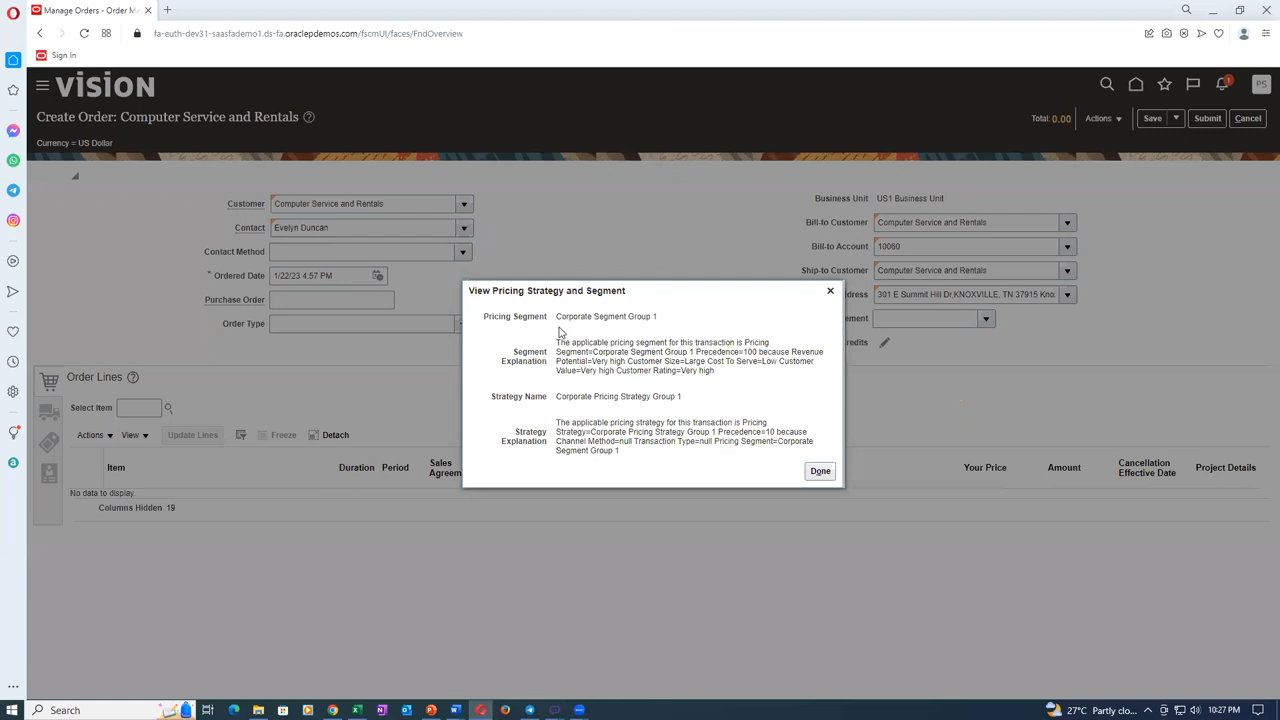 Manage Orders - Order M
fa-euth-dev31-saasfademo1.ds-fa.oraclepdemos.com/fscmUI/faces/FndOverview
Sign In
VISION
1
PS
Create Order: Computer Service and Rentals
Total: 0.00
Actions
Save
Submit
Cancel
Currency = US Dollar
Customer
Computer Service and Rentals
Contact
Evelyn Duncan
Contact Method
* Ordered Date
1/22/23 4:57 PM
Purchase Order
Order Type
Business Unit
US1 Business Unit
Bill-to Customer
Computer Service and Rentals
Bill-to Account
10060
Ship-to Customer
Computer Service and Rentals
dress
301 E Summit Hill Dr,KNOXVILLE, TN 37915 Kno
ement
redits
View Pricing Strategy and Segment
Pricing Segment
Corporate Segment Group 1
Segment
Explanation
The applicable pricing segment for this transaction is Pricing
Segment=Corporate Segment Group 1 Precedence=100 because Revenue
Potential=Very high Customer Size=Large Cost To Serve=Low Customer
Value=Very high Customer Rating=Very high
Strategy Name
Corporate Pricing Strategy Group 1
Strategy
Explanation
The applicable pricing strategy for this transaction is Pricing
Strategy=Corporate Pricing Strategy Group 1 Precedence=10 because
Channel Method=null Transaction Type=null Pricing Segment=Corporate
Segment Group 1
Done
Order Lines
Select Item
Actions
View
Update Lines
Freeze
Detach
Item
Duration
Period
Sales
Agreem
Your Price
Amount
Cancellation
Effective Date
Project Details
No data to display.
Columns Hidden 19
Search
27°C Partly clo...
10:27 PM